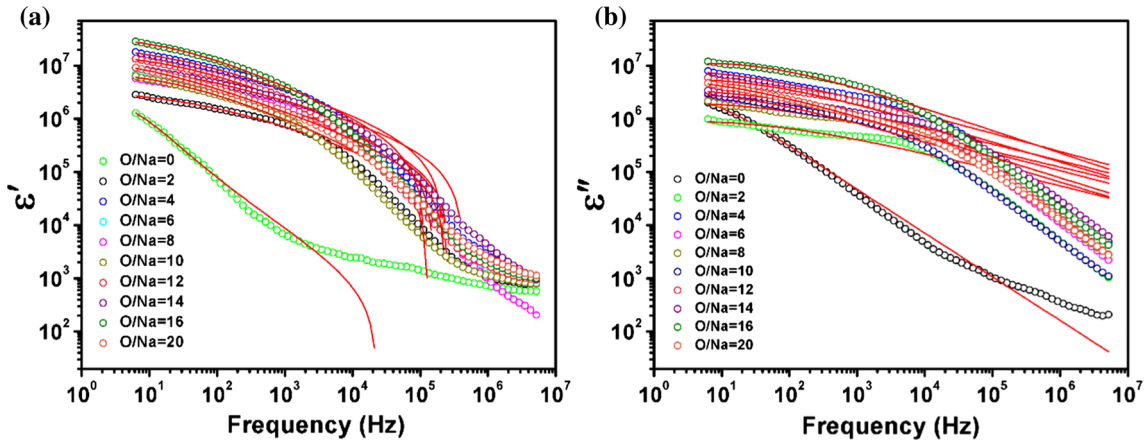 (a)
ε′
10⁷
10⁶
10⁵
10⁴
10³
10²
O/Na=0
O/Na=2
O/Na=4
O/Na=6
O/Na=8
O/Na=10
O/Na=12
O/Na=14
O/Na=16
O/Na=20
10⁰ 10¹ 10² 10³ 10⁴ 10⁵ 10⁶ 10⁷
Frequency (Hz)
(b)
ε″
10⁷
10⁶
10⁵
10⁴
10³
10²
O/Na=0
O/Na=2
O/Na=4
O/Na=6
O/Na=8
O/Na=10
O/Na=12
O/Na=14
O/Na=16
O/Na=20
10⁰ 10¹ 10² 10³ 10⁴ 10⁵ 10⁶ 10⁷
Frequency (Hz)